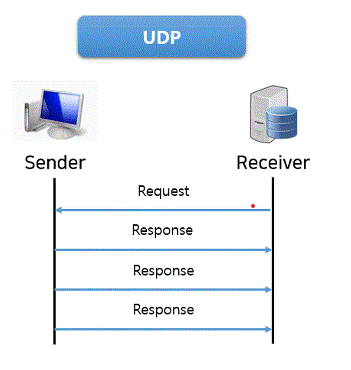 UDP
Sender
Receiver
Request
Response
Response
Response